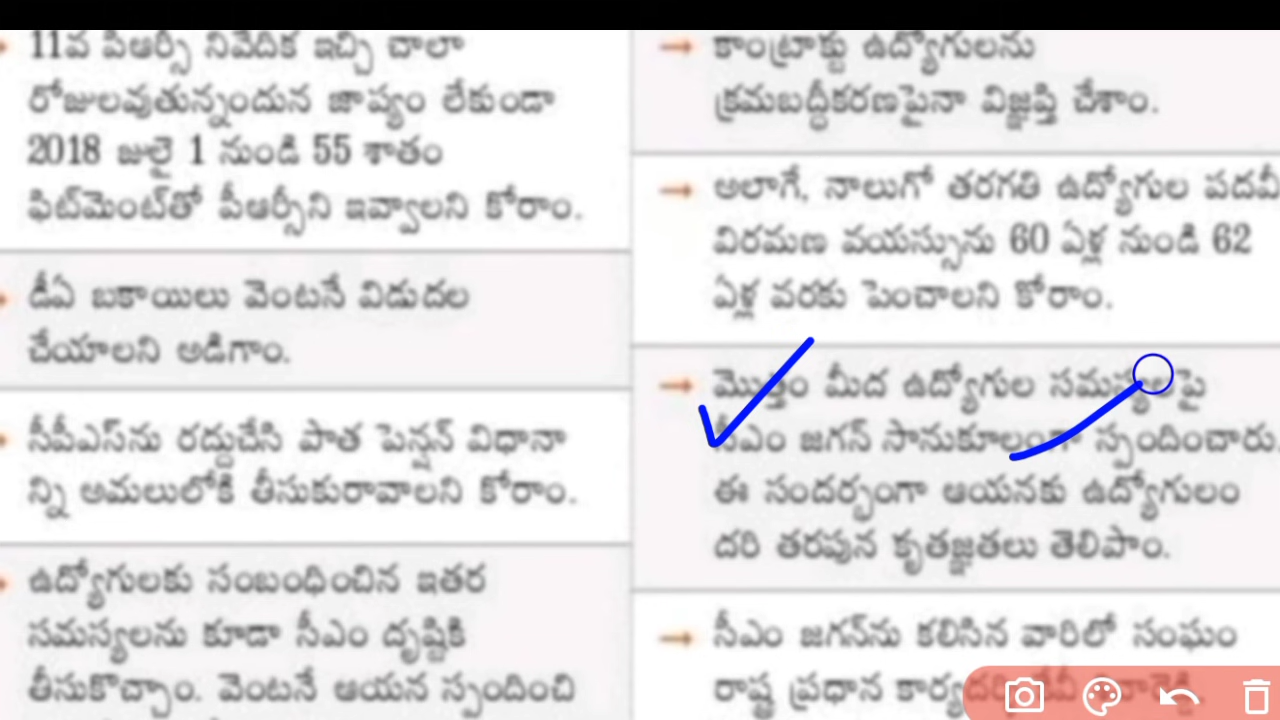 11వ పీఆర్సీ నివేదిక ఇచ్చి చాలా
రోజులవుతున్నందున జాప్యం లేకుండా
2018 జులై 1 నుండి 55 శాతం
ఫిట్‌మెంట్‌తో పీఆర్సీని ఇవ్వాలని కోరాం.
డీఏ బకాయిలు వెంటనే విడుదల
చేయాలని అడిగాం.
సీపీఎస్‌ను రద్దుచేసి పాత పెన్షన్ విధానా
న్ని అమలులోకి తీసుకురావాలని కోరాం.
ఉద్యోగులకు సంబంధించిన ఇతర
సమస్యలను కూడా సీఎం దృష్టికి
తీసుకొచ్చాం. వెంటనే ఆయన స్పందించి
→ కాంట్రాక్టు ఉద్యోగులను
క్రమబద్ధీకరణపైనా విజ్ఞప్తి చేశాం.
→ అలాగే, నాలుగో తరగతి ఉద్యోగుల పదవీ
విరమణ వయస్సును 60 ఏళ్ల నుండి 62
ఏళ్ల వరకు పెంచాలని కోరాం.
→ మొత్తం మీద ఉద్యోగుల సమస్యలపై
సీఎం జగన్ సానుకూలంగా స్పందించారు.
ఈ సందర్భంగా ఆయనకు ఉద్యోగులం
దరి తరపున కృతజ్ఞతలు తెలిపాం.
→ సీఎం జగన్‌ను కలిసిన వారిలో సంఘం
రాష్ట్ర ప్రధాన కార్యదర్శి